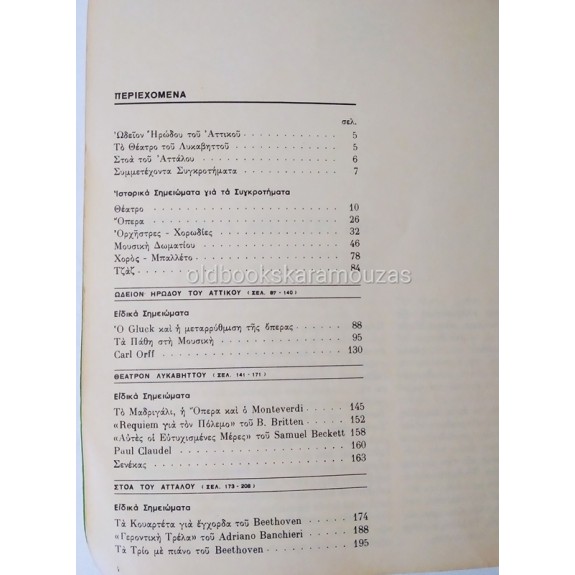 ΠΕΡΙΕΧΟΜΕΝΑ
σελ.
Ὠδεῖον Ἡρώδου τοῦ Ἀττικοῦ . . . . . . . . . . . 5
Τὸ Θέατρο τοῦ Λυκαβηττοῦ . . . . . . . . . . . 5
Στοὰ τοῦ Ἀττάλου . . . . . . . . . . . 6
Συμμετέχοντα Συγκροτήματα . . . . . . . . . . . 7
Ἱστορικὰ Σημειώματα γιὰ τὰ Συγκροτήματα
Θέατρο . . . . . . . . . . . 10
Ὄπερα . . . . . . . . . . . 26
Ὀρχῆστρες - Χορωδίες . . . . . . . . . . . 32
Μουσικὴ Δωματίου . . . . . . . . . . . 46
Χορὸς - Μπαλλέτο . . . . . . . . . . . 78
Τζὰζ . . . . . . . . . . . 84
oldbookskaramouzas
ΩΔΕΙΟΝ ΗΡΩΔΟΥ ΤΟΥ ΑΤΤΙΚΟΥ (ΣΕΛ. 87 - 140)
Εἰδικὰ Σημειώματα
Ὁ Gluck καὶ ἡ μεταρρύθμιση τῆς ὄπερας . . . . . 88
Τὰ Πάθη στὴ Μουσικὴ . . . . . . . . . . . 95
Carl Orff . . . . . . . . . . . 130
ΘΕΑΤΡΟΝ ΛΥΚΑΒΗΤΤΟΥ (ΣΕΛ. 141 - 171)
Εἰδικὰ Σημειώματα
Τὸ Μαδριγάλι, ἡ Ὄπερα καὶ ὁ Monteverdi . . . . . 145
«Requiem γιὰ τὸν Πόλεμο» τοῦ B. Britten . . . . . 152
«Αὐτὲς οἱ Εὐτυχισμένες Μέρες» τοῦ Samuel Beckett 158
Paul Claudel . . . . . . . . . . . 160
Σενέκας . . . . . . . . . . . 163
ΣΤΟΑ ΤΟΥ ΑΤΤΑΛΟΥ (ΣΕΛ. 173 - 208)
Εἰδικὰ Σημειώματα
Τὰ Κουαρτέτα γιὰ ἔγχορδα τοῦ Beethoven . . . . . 174
«Γεροντικὴ Τρέλα» τοῦ Adriano Banchieri . . . . . 188
Τὰ Τρίο μὲ πιάνο τοῦ Beethoven . . . . . . . . 195